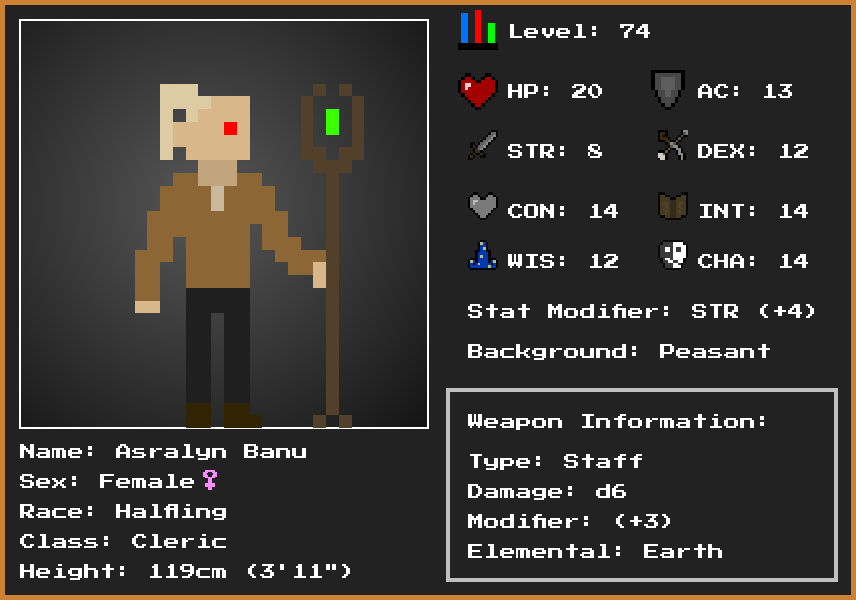 Level: 74
HP: 20 AC: 13
STR: 8 DEX: 12
CON: 14 INT: 14
WIS: 12 CHA: 14
Stat Modifier: STR (+4)
Background: Peasant
Weapon Information:
Type: Staff
Damage: d6
Modifier: (+3)
Elemental: Earth
Name: Asralyn Banu
Sex: Female♀
Race: Halfling
Class: Cleric
Height: 119cm (3'11")